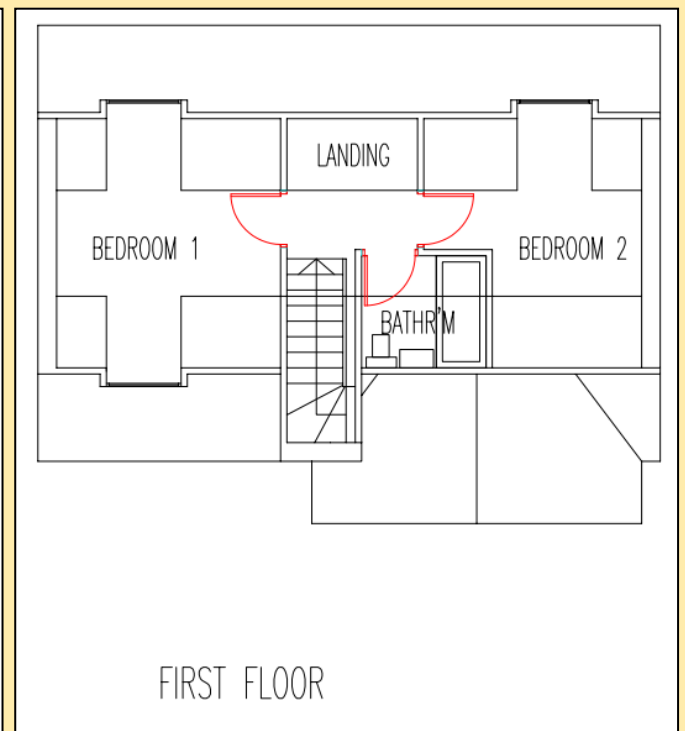 LANDING
BEDROOM 1
BEDROOM 2
BATHR'M
FIRST FLOOR